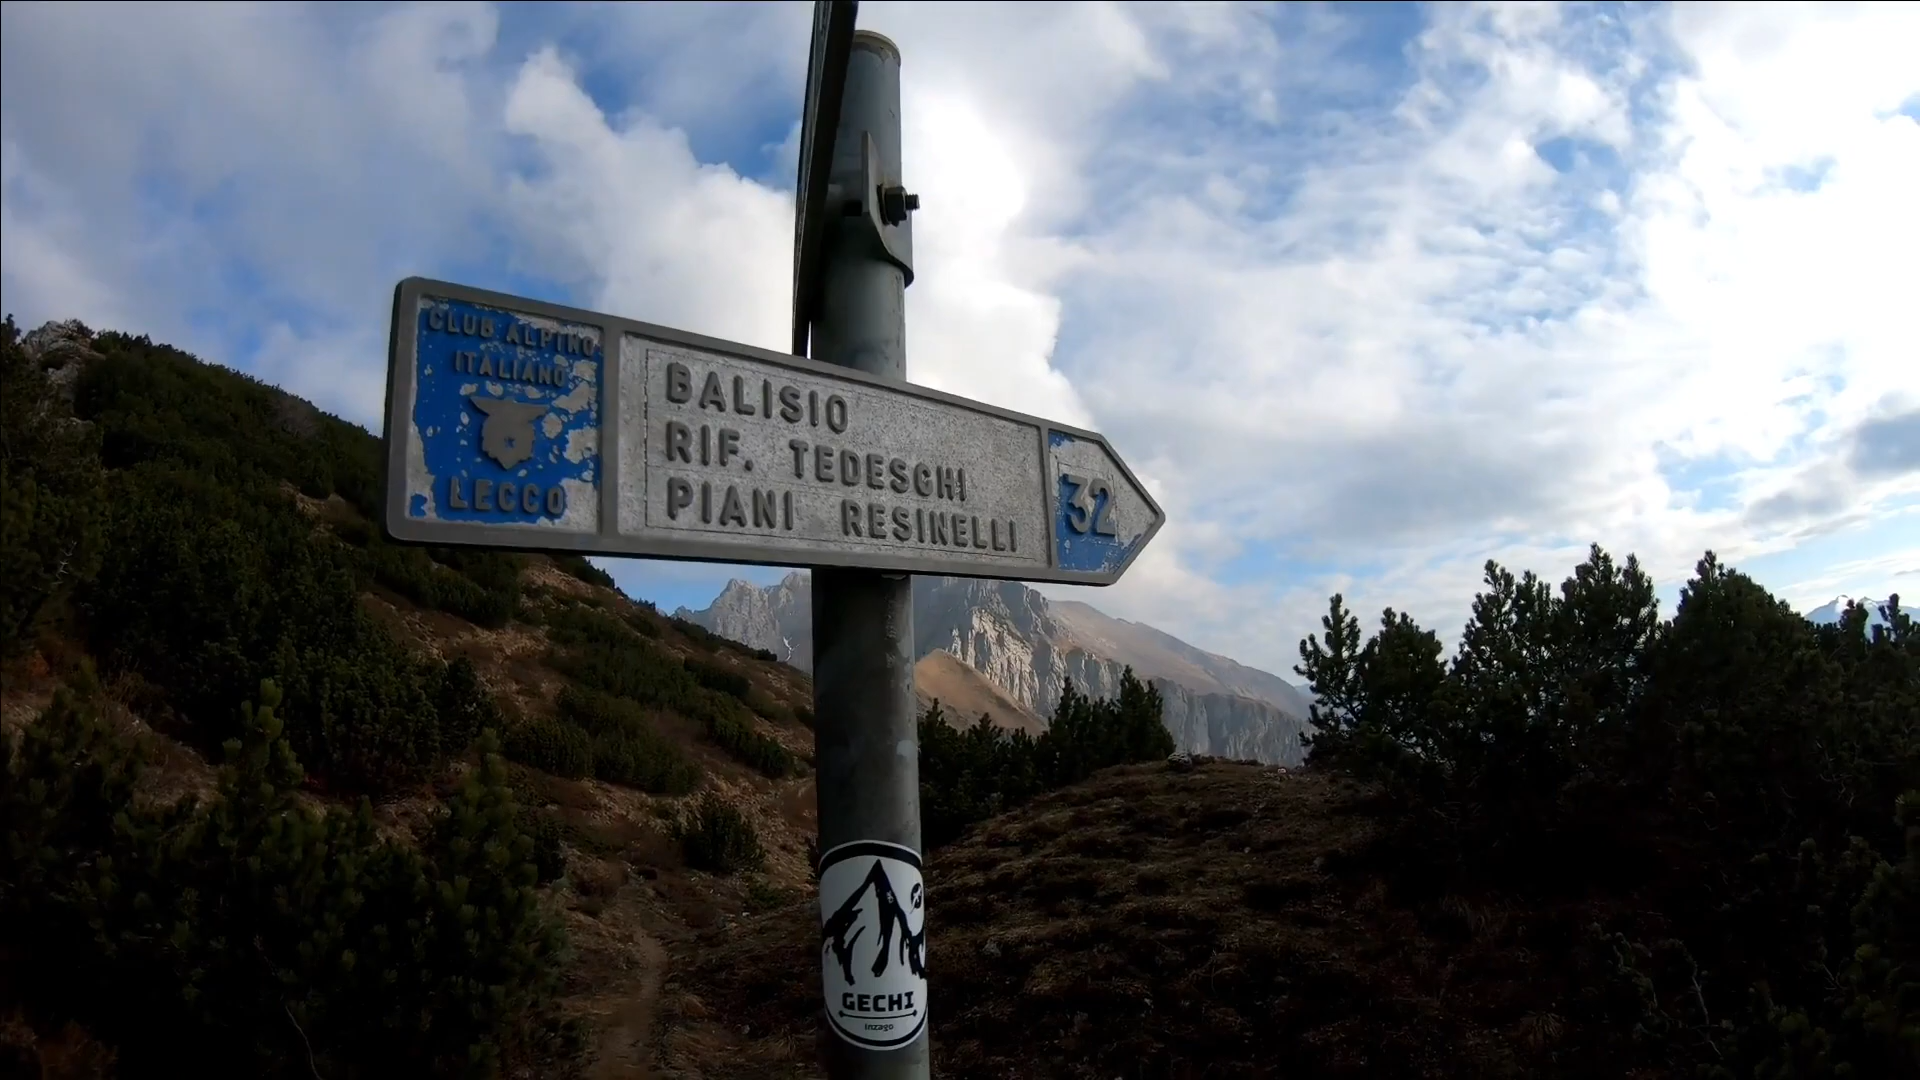 CLUB ALPINO
ITALIANO
LECCO
BALISIO
RIF. TEDESCHI
PIANI RESINELLI
32
GECHI
Inzago